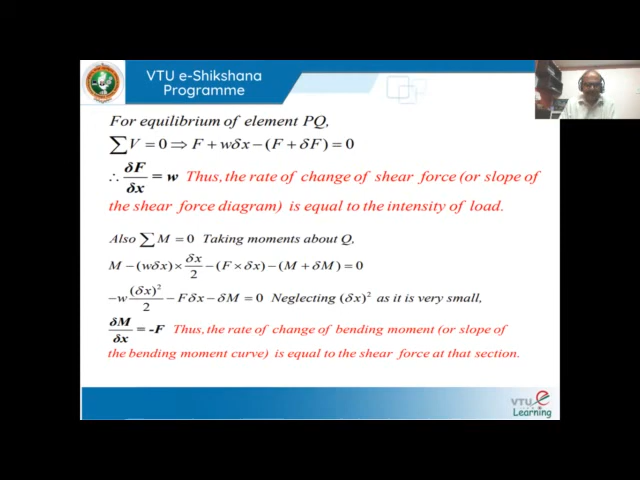 VTU e-Shikshana
Programme
For equilibrium of element PQ,
∑V = 0 ⇒ F + wδx − (F + δF) = 0
∴ δF/δx = w Thus, the rate of change of shear force (or slope of
the shear force diagram) is equal to the intensity of load.
Also ∑M = 0 Taking moments about Q,
M − (wδx) × δx/2 − (F × δx) − (M + δM) = 0
−w (δx)²/2 − Fδx − δM = 0 Neglecting (δx)² as it is very small,
δM/δx = -F Thus, the rate of change of bending moment (or slope of
the bending moment curve) is equal to the shear force at that section.
VTU e
Learning